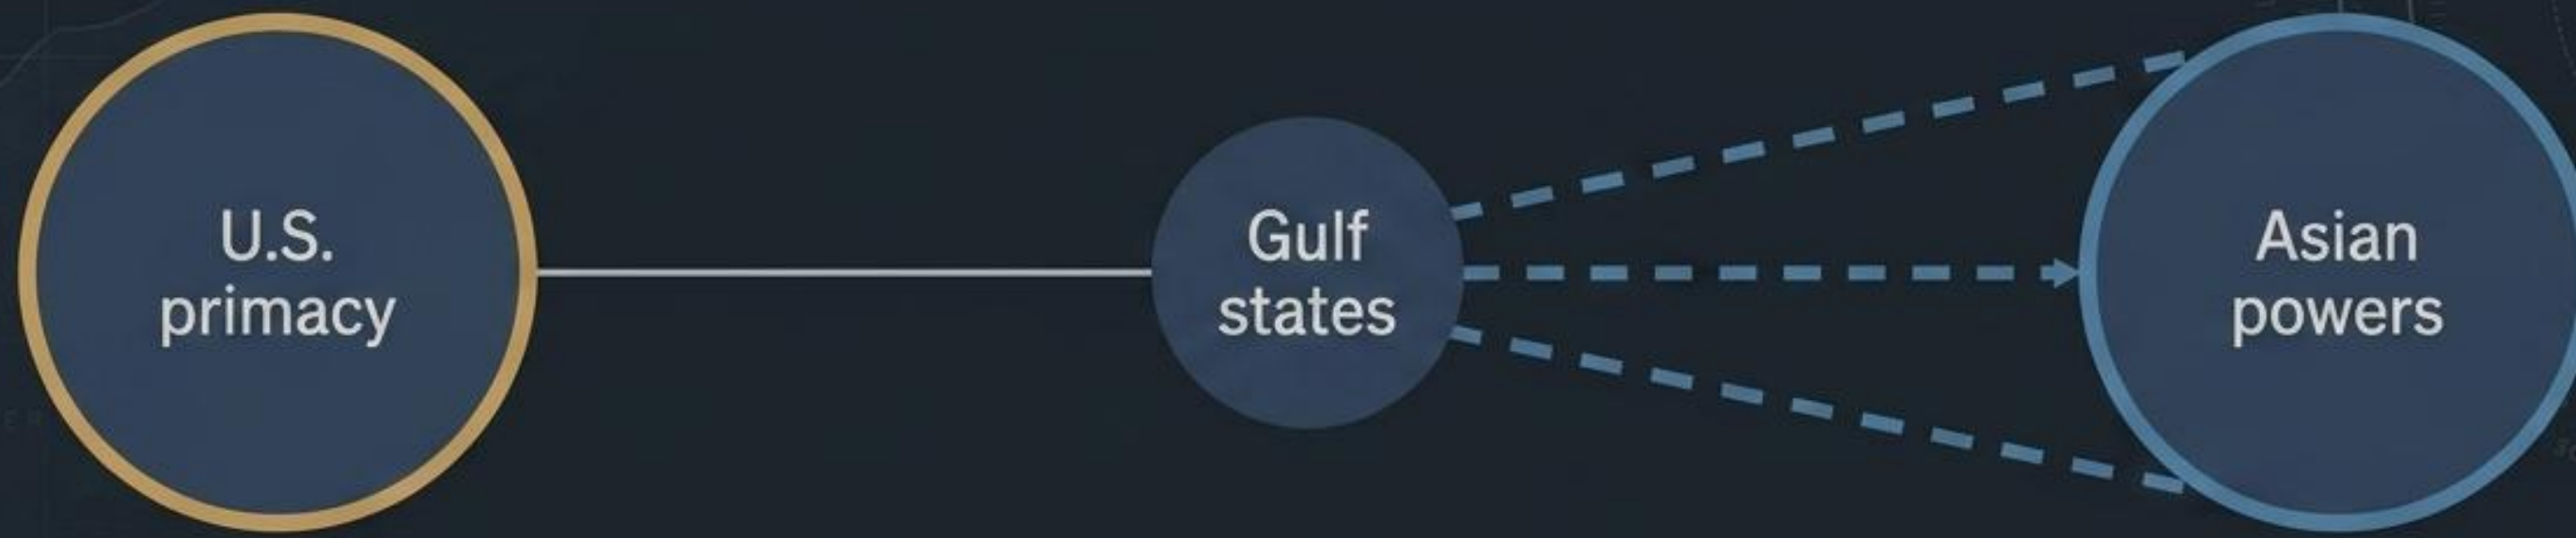 U.S.
primacy
Gulf
states
Asian
powers